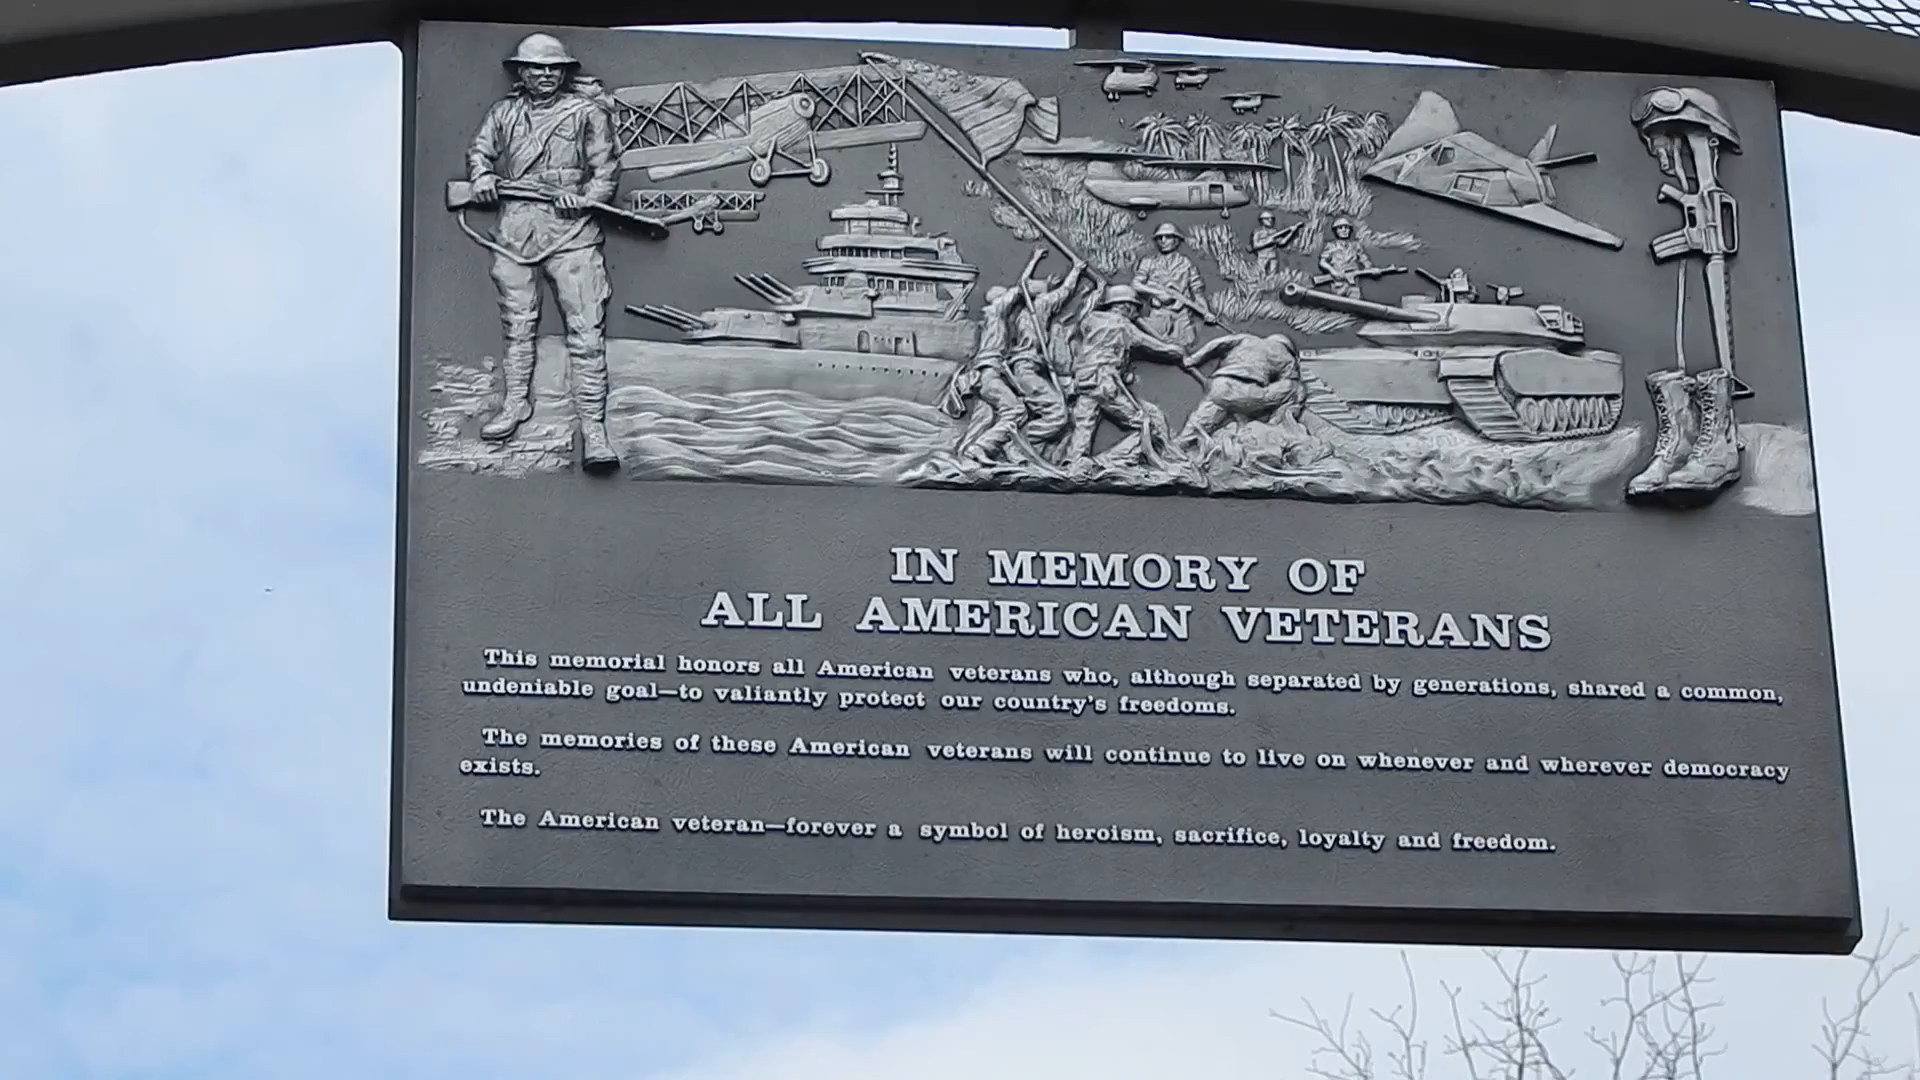 IN MEMORY OF
ALL AMERICAN VETERANS
This memorial honors all American veterans who, although separated by generations, shared a common,
undeniable goal—to valiantly protect our country's freedoms.
The memories of these American veterans will continue to live on whenever and wherever democracy
exists.
The American veteran—forever a symbol of heroism, sacrifice, loyalty and freedom.